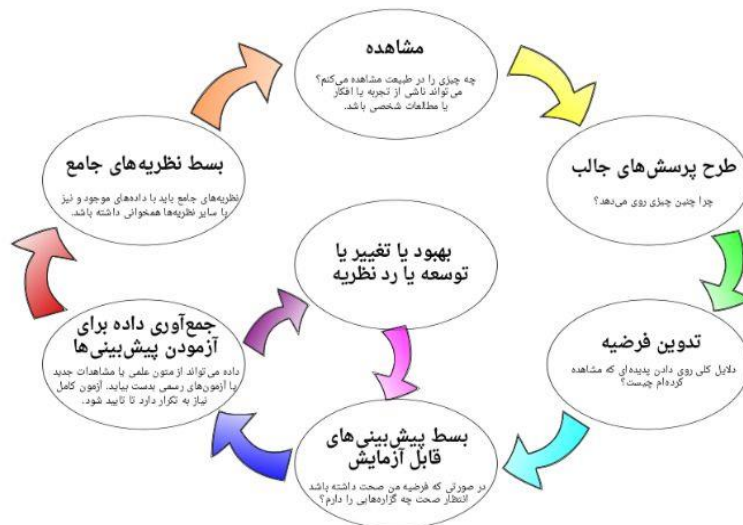 مشاهده
چه چیزی را در طبیعت مشاهده می‌کنم؟
می‌تواند ناشی از تجربه یا افکار
یا مطالعات شخصی باشد.
طرح پرسش‌های جالب
چرا چنین چیزی روی می‌دهد؟
تدوین فرضیه
دلایل کلی روی دادن پدیده‌ای که مشاهده
کرده‌ام چیست؟
بسط پیش‌بینی‌های
قابل آزمایش
در صورتی که فرضیه من صحت داشته باشد
انتظار صحت چه گزاره‌هایی را دارم؟
جمع‌آوری داده برای
آزمودن پیش‌بینی‌ها
داده می‌تواند از متون علمی یا مشاهدات جدید
یا آزمون‌های رسمی بدست بیاید. آزمون کامل
نیاز به تکرار دارد تا تایید شود.
بهبود یا تغییر یا
توسعه یا رد نظریه
بسط نظریه‌های جامع
نظریه‌های جامع باید با داده‌های موجود و نیز
با سایر نظریه‌ها همخوانی داشته باشد.